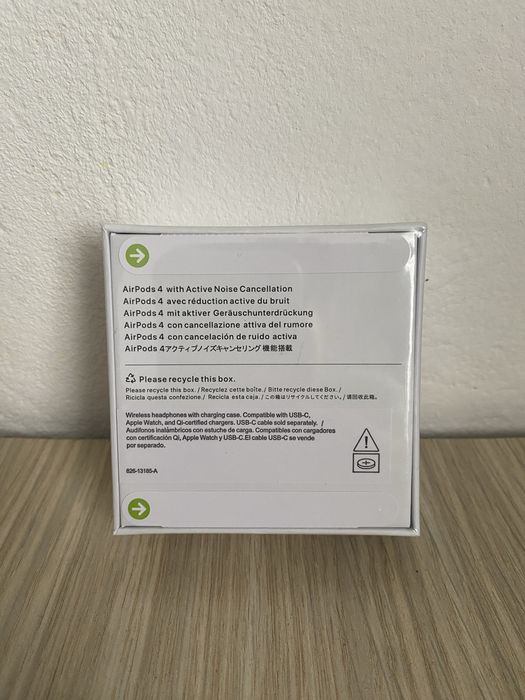 AirPods 4 with Active Noise Cancellation
AirPods 4 avec réduction active du bruit
AirPods 4 mit aktiver Geräuschunterdrückung
AirPods 4 con cancellazione attiva del rumore
AirPods 4 con cancelación de ruido activa
AirPods 4アクティブノイズキャンセリング機能搭載
Please recycle this box.
Please recycle this box. / Recyclez cette boîte. / Bitte recycle diese Box. /
Ricicla questa confezione. / Recicla esta caja. / この箱はリサイクルしてください。/ 请回收此箱。
Wireless headphones with charging case. Compatible with USB-C,
Apple Watch, and Qi-certified chargers. USB-C cable sold separately. /
Audífonos inalámbricos con estuche de carga. Compatibles con cargadores
con certificación Qi, Apple Watch y USB-C.El cable USB-C se vende
por separado.
626-13185-A